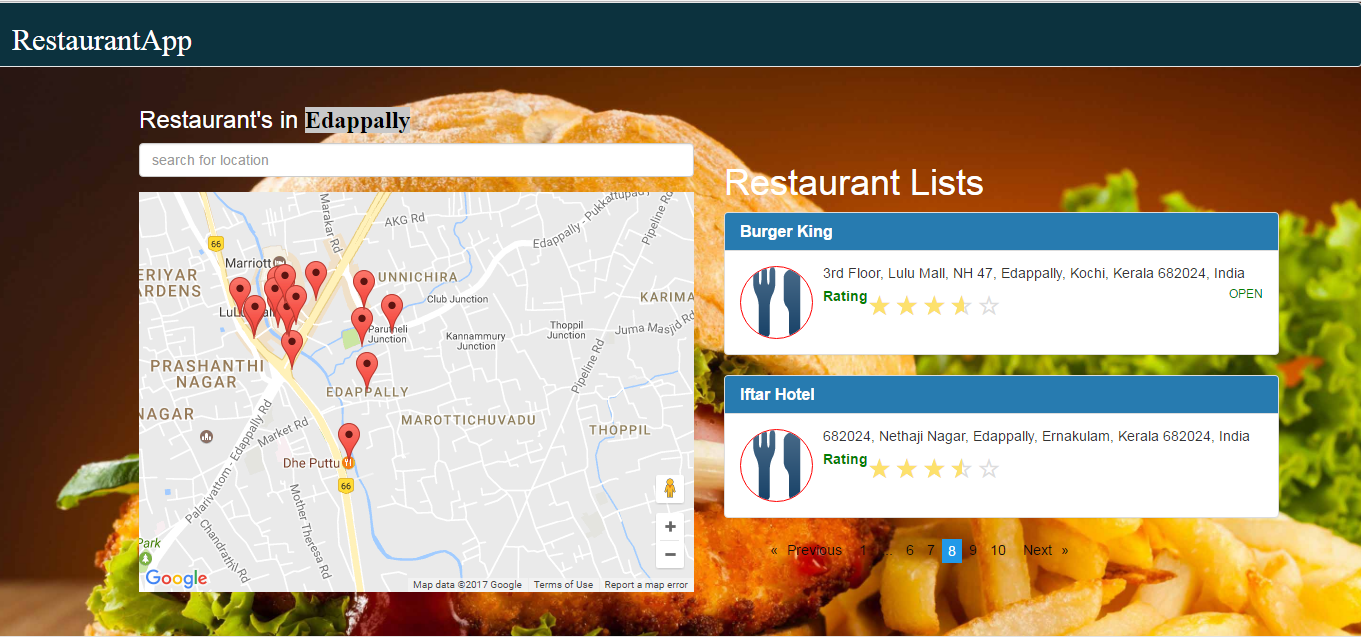 RestaurantApp
Restaurant's in Edappally
search for location
AKG Rd
Marakar Rd
Edappally - Pukkattupad
Pipeline Rd
66
Marriott
UNNICHIRA
ERIYAR
ARDENS
KARIMA
Club Junction
Juma Masjid Rd
Parutheli
Junction
Kannammury
Junction
Thoppil
Junction
PRASHANTHI
NAGAR
Pipeline Rd
EDAPPALLY
NAGAR
MAROTTICHUVADU
THOPPIL
Market Rd
Palarivattom - Edappally Rd
Dhe Puttu
66
Mother Theresa Rd
Chandrathil Rd
Park
+
−
Google
Map data ©2017 Google Terms of Use Report a map error
Restaurant Lists
Burger King
3rd Floor, Lulu Mall, NH 47, Edappally, Kochi, Kerala 682024, India
Rating
OPEN
Iftar Hotel
682024, Nethaji Nagar, Edappally, Ernakulam, Kerala 682024, India
Rating
« Previous 1 ... 6 7 8 9 10 Next »